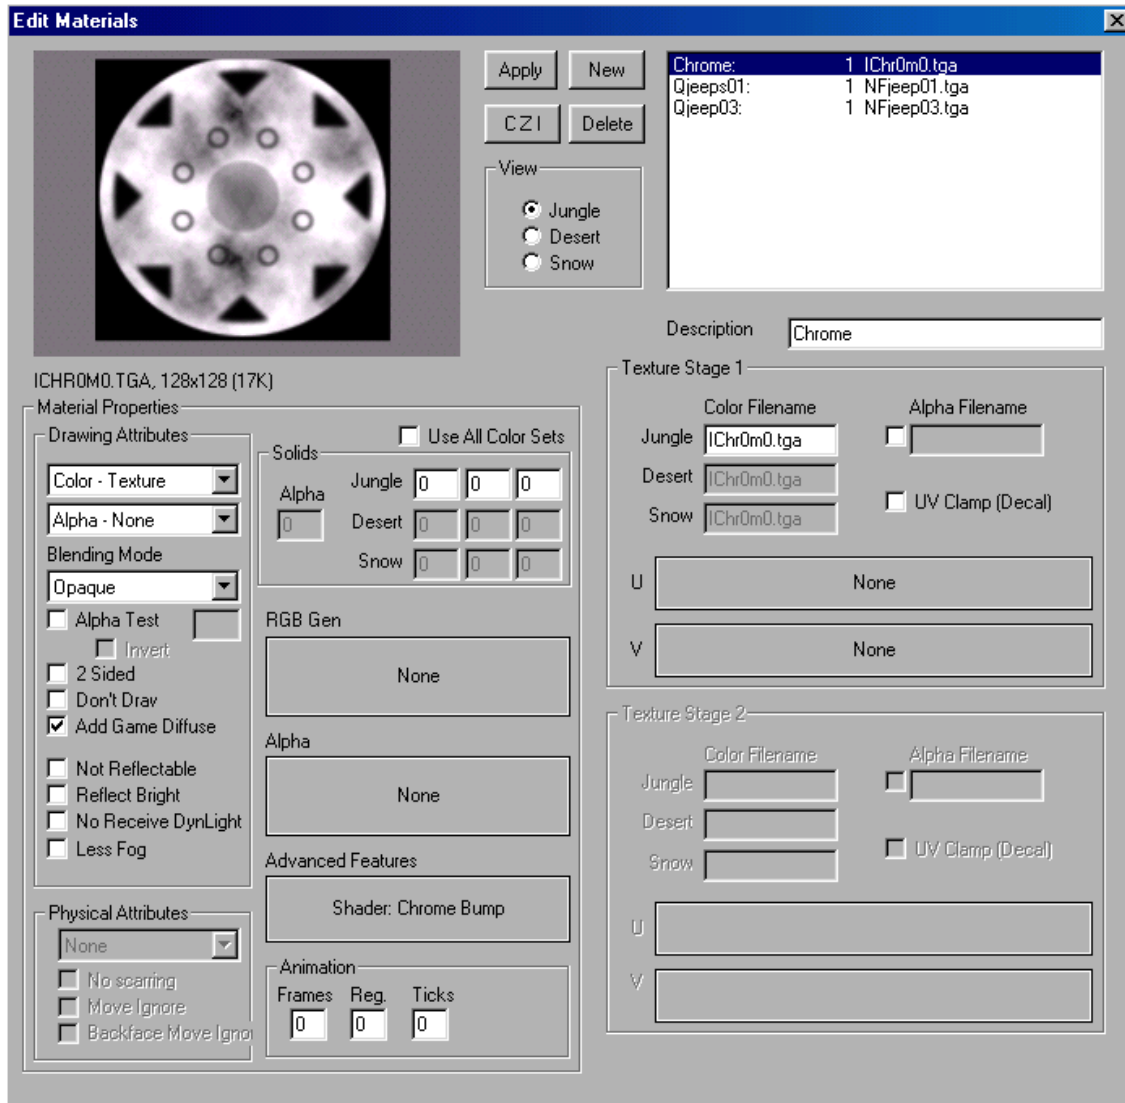 Edit Materials
Apply
New
CZI
Delete
View
Jungle
Desert
Snow
Chrome: 1 IChr0m0.tga
Qjeeps01: 1 NFjeep01.tga
Qjeep03: 1 NFjeep03.tga
Description Chrome
ICHR0M0.TGA, 128x128 (17K)
Material Properties
Drawing Attributes
Color - Texture
Alpha - None
Blending Mode
Opaque
Alpha Test
Invert
2 Sided
Don't Drav
Add Game Diffuse
Not Reflectable
Reflect Bright
No Receive DynLight
Less Fog
Physical Attributes
None
No scarring
Move Ignore
Backface Move Ignor
Use All Color Sets
Solids
Alpha
0
Jungle 0 0 0
Desert 0 0 0
Snow 0 0 0
RGB Gen
None
Alpha
None
Advanced Features
Shader: Chrome Bump
Animation
Frames Reg. Ticks
0 0 0
Texture Stage 1
Color Filename Alpha Filename
Jungle IChr0m0.tga
Desert IChr0m0.tga
Snow IChr0m0.tga
UV Clamp (Decal)
U None
V None
Texture Stage 2
Color Filename Alpha Filename
Jungle
Desert
Snow
UV Clamp (Decal)
U
V